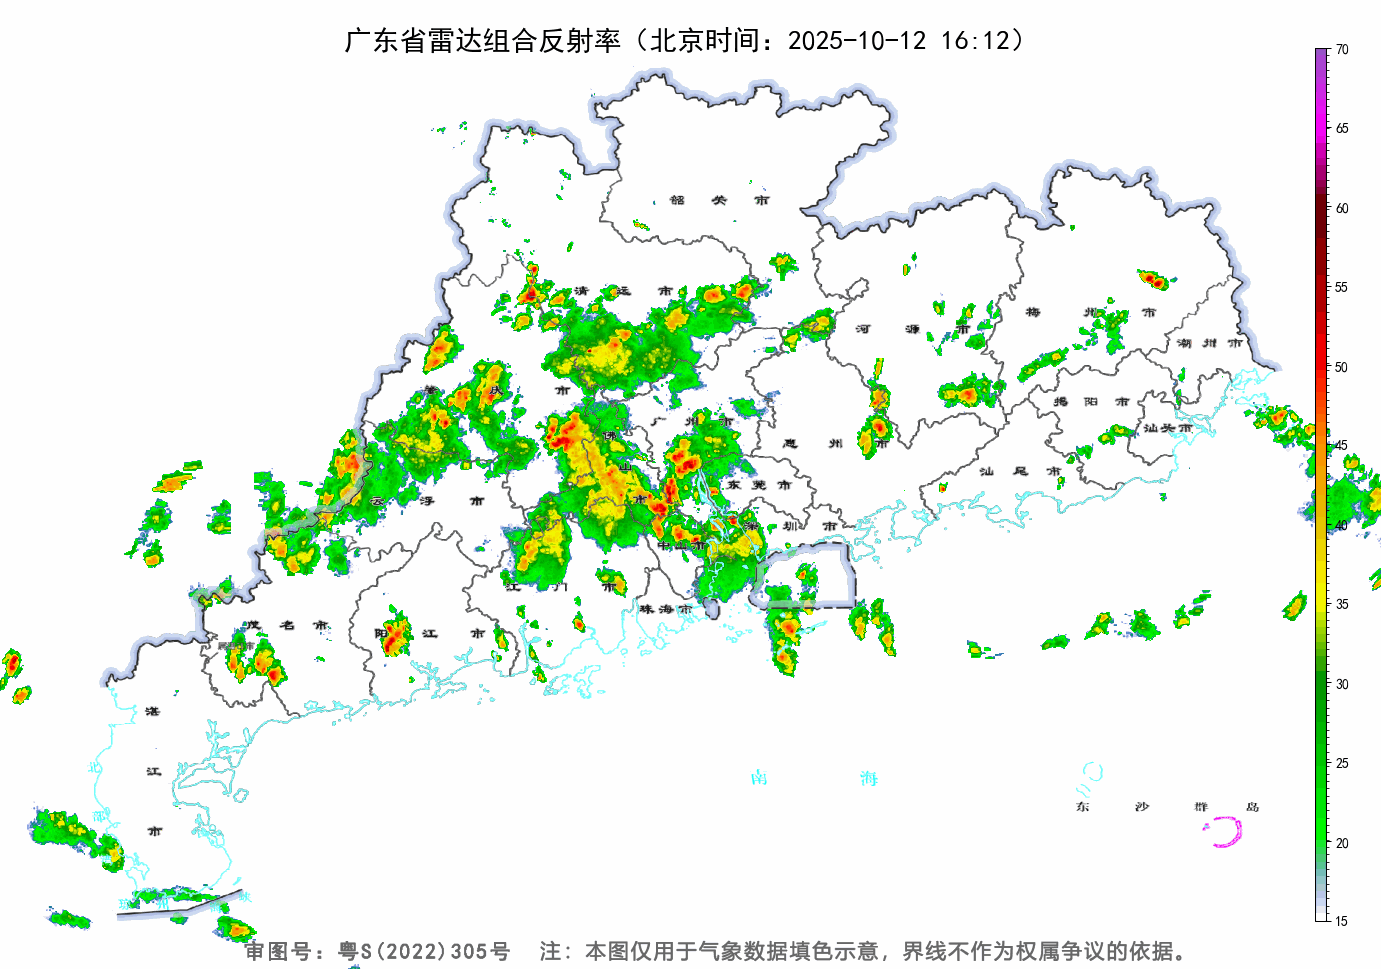 广东省雷达组合反射率（北京时间：2025-10-12 16:12）
70
65
60
55
50
45
40
35
30
25
20
15
韶关市
清远市
河源市
梅州市
潮州市
肇庆市
广州市
佛山市
惠州市
揭阳市
汕头市
汕尾市
东莞市
云浮市
深圳市
中山市
江门市
珠海市
茂名市
阳江市
湛江市
南海
东沙群岛
北部
琼州海峡
审图号：粤S(2022)305号 注：本图仅用于气象数据填色示意，界线不作为权属争议的依据。